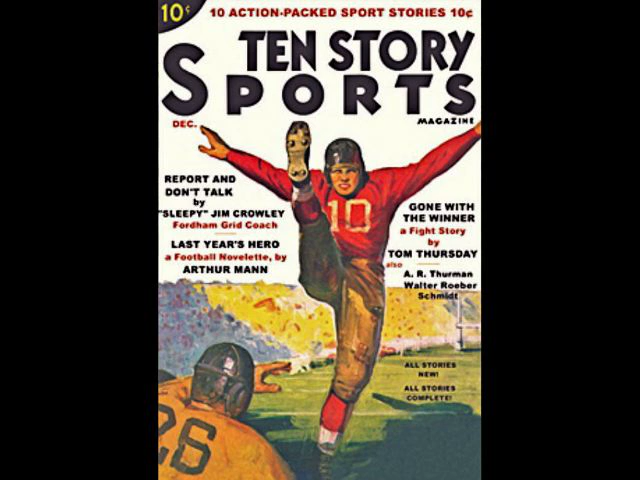 10¢
10 ACTION-PACKED SPORT STORIES 10¢
TEN STORY
SPORTS
MAGAZINE
DEC.
REPORT AND
DON'T TALK
by
"SLEEPY" JIM CROWLEY
Fordham Grid Coach
LAST YEAR'S HERO
a Football Novelette, by
ARTHUR MANN
GONE WITH
THE WINNER
a Fight Story
by
TOM THURSDAY
also
A. R. Thurman
Walter Roeber
Schmidt
ALL STORIES
NEW!
ALL STORIES
COMPLETE!
10
26